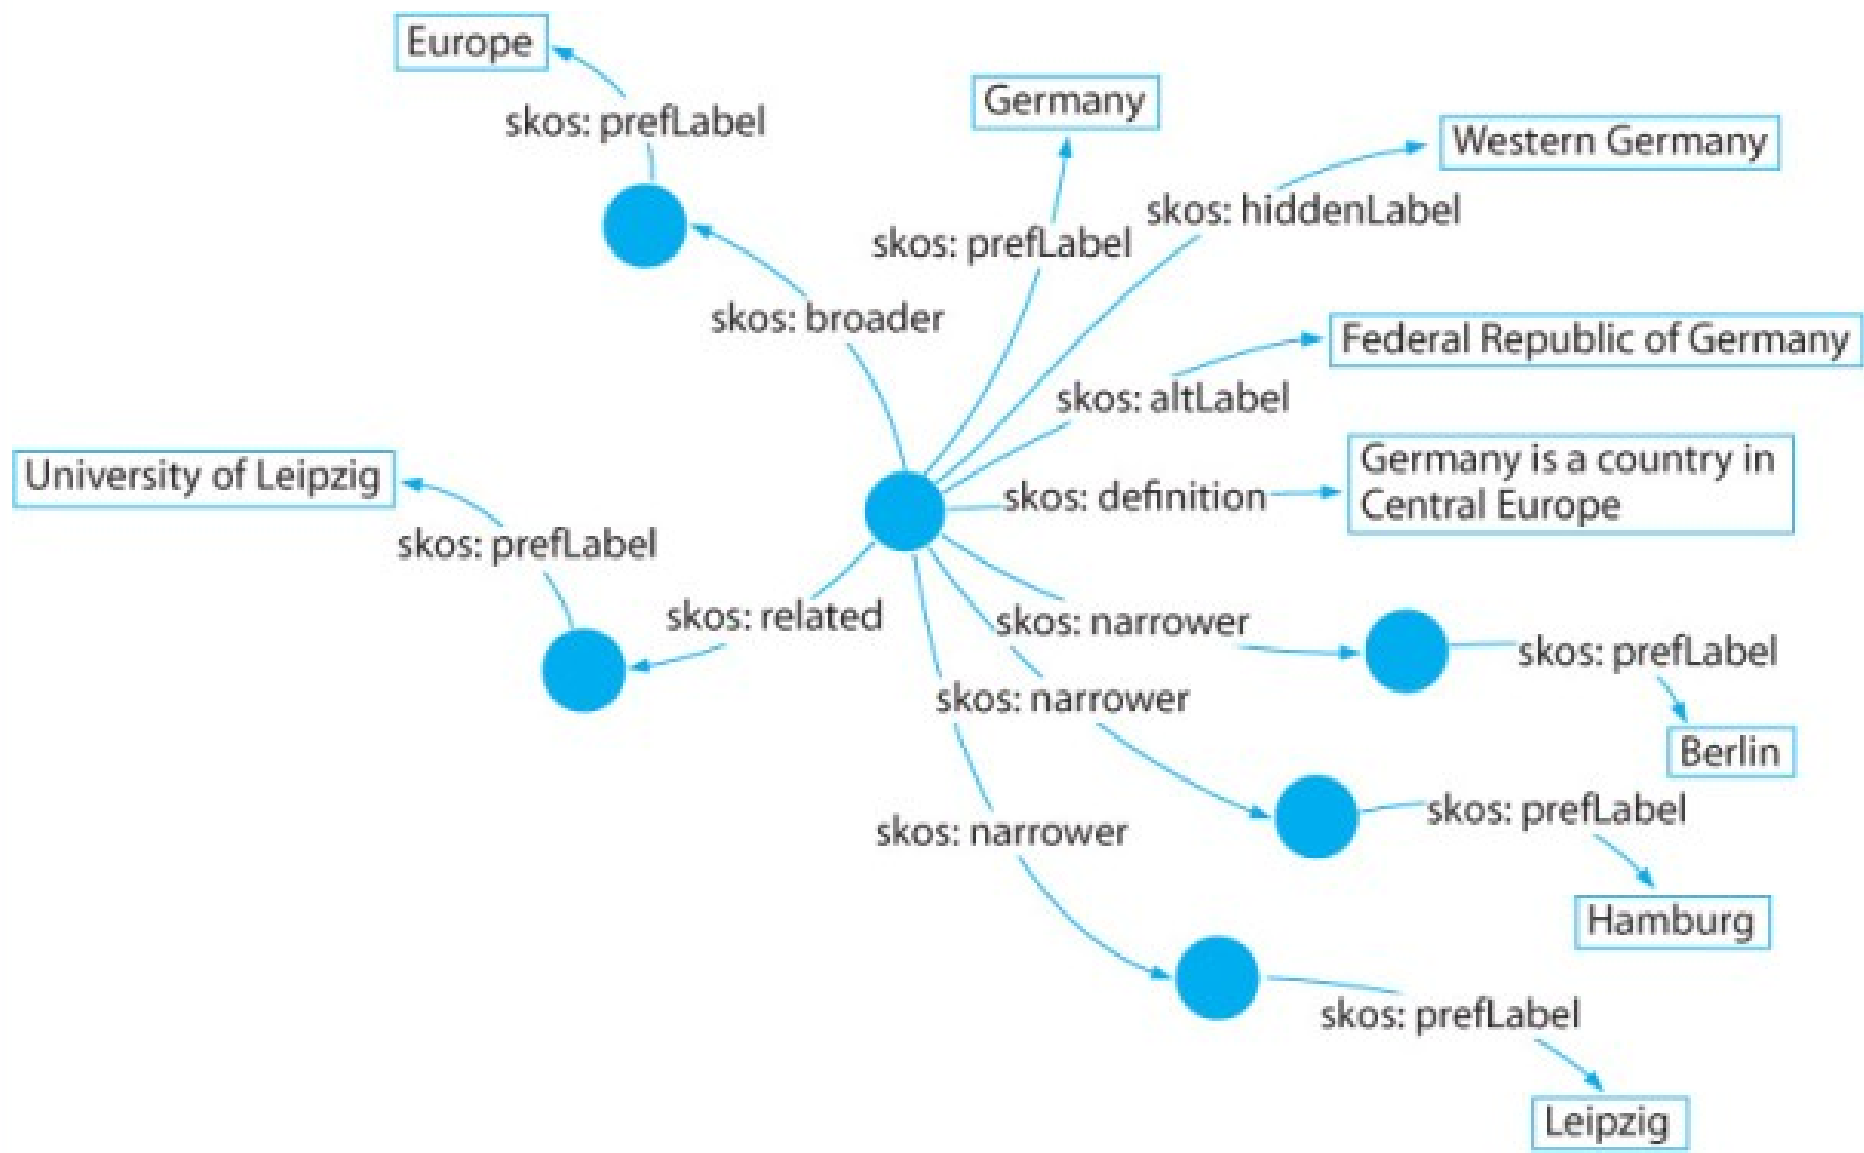 Europe
skos: prefLabel
Germany
Western Germany
skos: hiddenLabel
skos: prefLabel
skos: broader
Federal Republic of Germany
skos: altLabel
Germany is a country in
Central Europe
skos: definition
University of Leipzig
skos: prefLabel
skos: related
skos: narrower
skos: prefLabel
Berlin
skos: narrower
skos: prefLabel
Hamburg
skos: narrower
skos: prefLabel
Leipzig